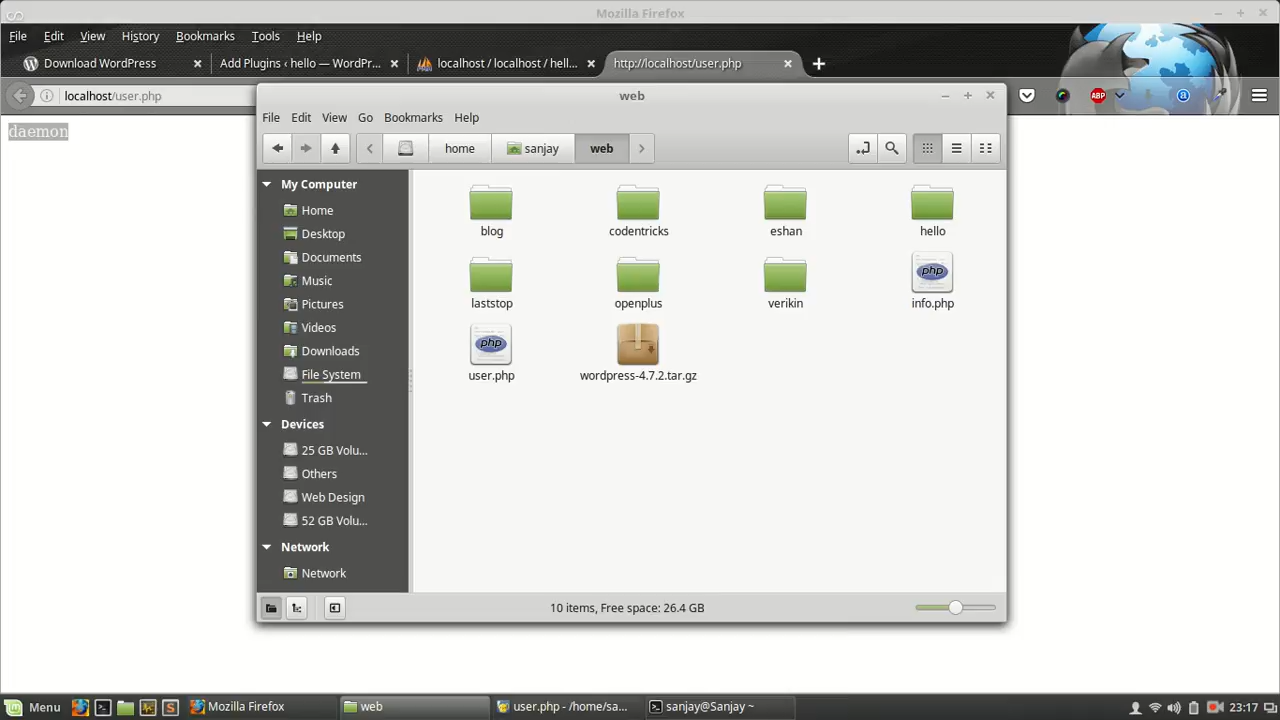 Mozilla Firefox
File Edit View History Bookmarks Tools Help
Download WordPress
Add Plugins ‹ hello — WordPr...
localhost / localhost / hell...
http://localhost/user.php
localhost/user.php
ABP
a
daemon
web
File Edit View Go Bookmarks Help
home
sanjay
web
My Computer
Home
Desktop
Documents
Music
Pictures
Videos
Downloads
File System
Trash
Devices
25 GB Volu...
Others
Web Design
52 GB Volu...
Network
Network
blog
codentricks
eshan
hello
laststop
openplus
verikin
php
info.php
php
user.php
wordpress-4.7.2.tar.gz
10 items, Free space: 26.4 GB
Menu
Mozilla Firefox
web
user.php - /home/sa...
sanjay@Sanjay ~
23:17